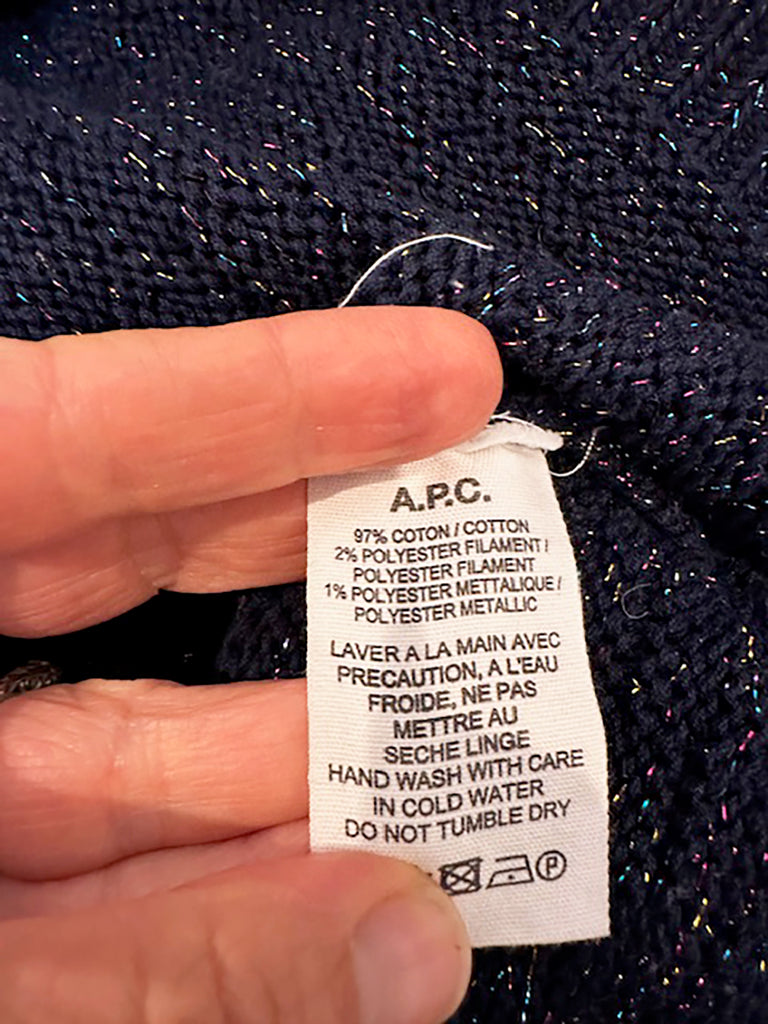 A.P.C.
97% COTON / COTTON
2% POLYESTER FILAMENT /
POLYESTER FILAMENT
1% POLYESTER METTALIQUE /
POLYESTER METALLIC
LAVER A LA MAIN AVEC
PRECAUTION, A L'EAU
FROIDE, NE PAS
METTRE AU
SECHE LINGE
HAND WASH WITH CARE
IN COLD WATER
DO NOT TUMBLE DRY
P